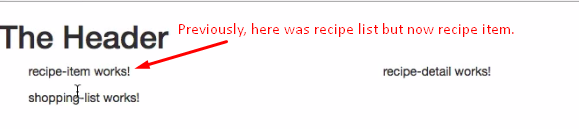 The Header
Previously, here was recipe list but now recipe item.
recipe-item works!
recipe-detail works!
shopping-list works!